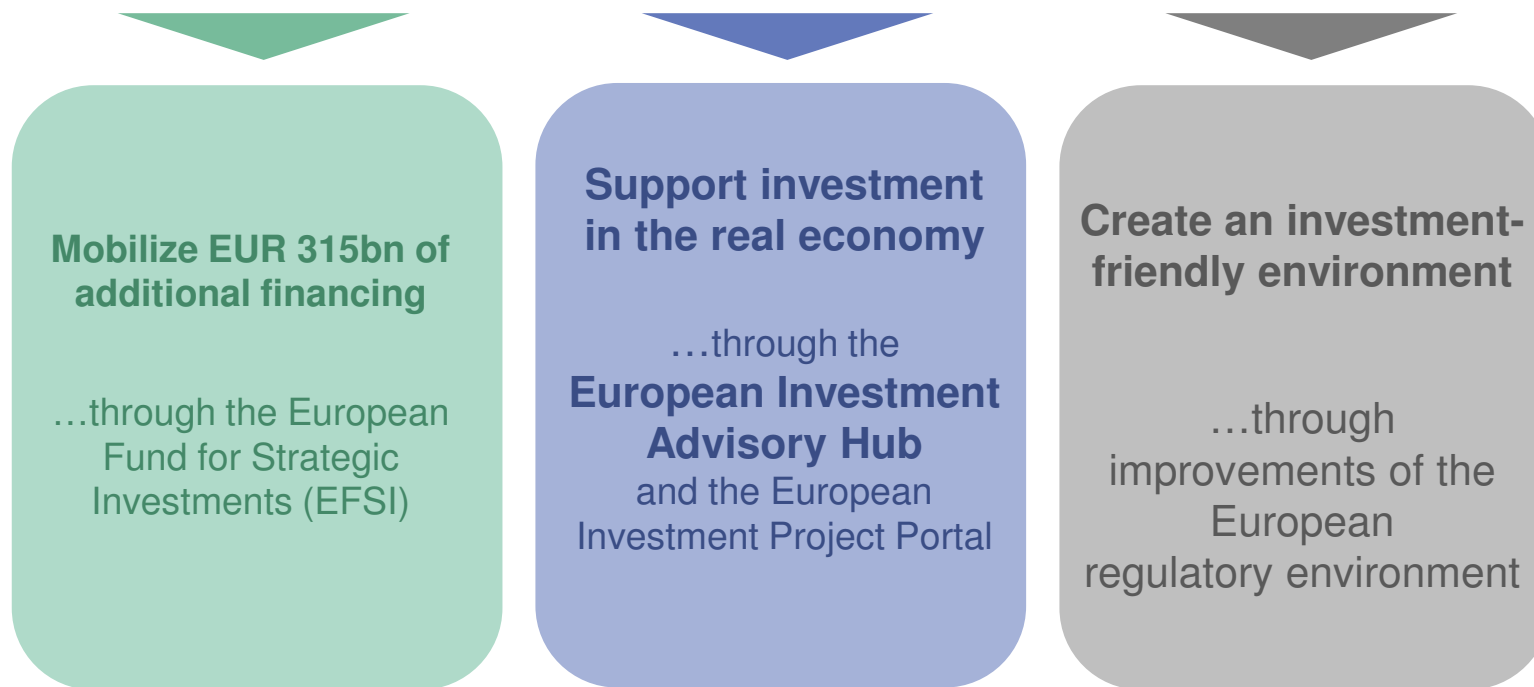 Mobilize EUR 315bn of
additional financing
…through the European
Fund for Strategic
Investments (EFSI)
Support investment
in the real economy
…through the
European Investment
Advisory Hub
and the European
Investment Project Portal
Create an investment-
friendly environment
…through
improvements of the
European
regulatory environment